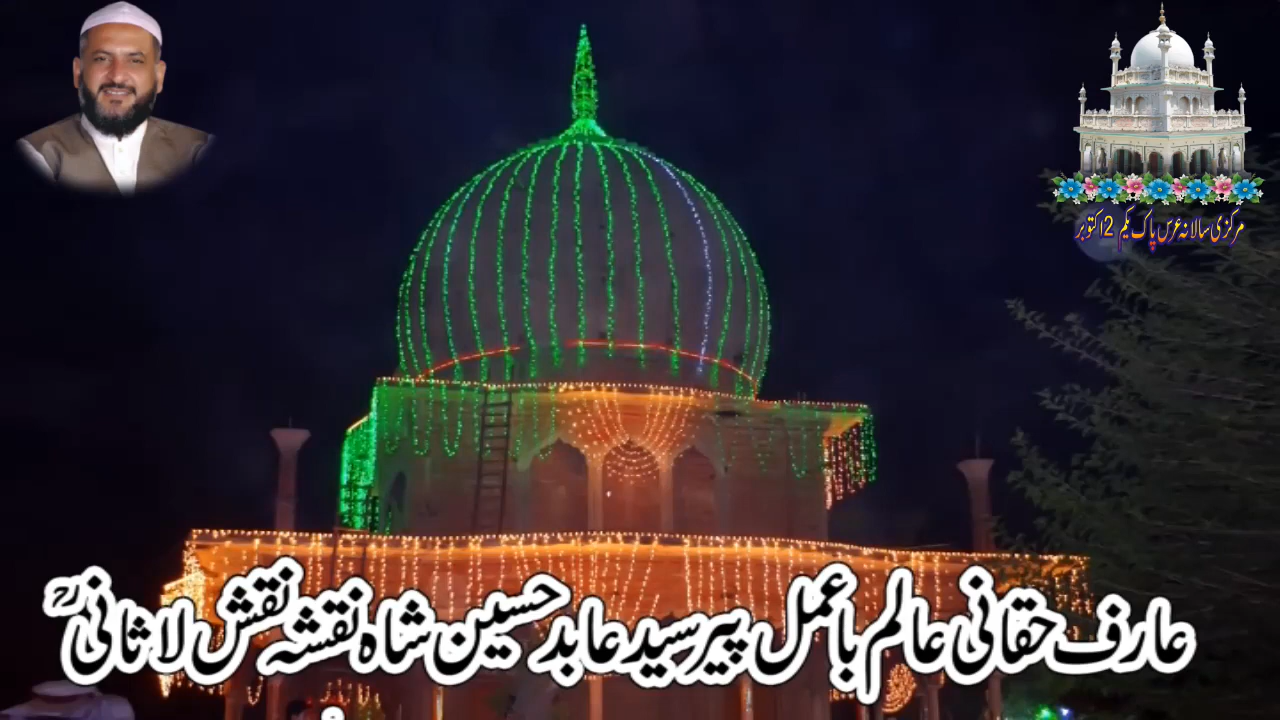 مرکزی سالانہ عرس پاک یکم 2 اکتوبر
عارف حقانی عالم باعمل پیر سید عابد حسین شاہ نقشہ نقش لاثانیؒ